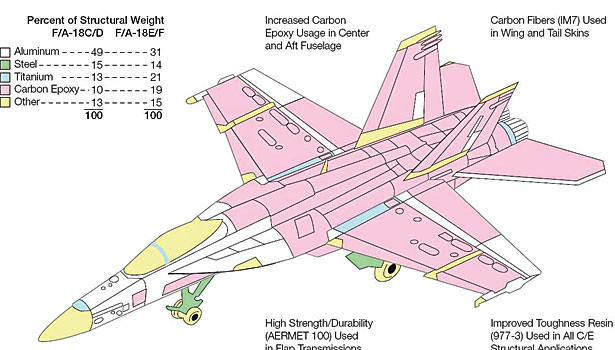 Percent of Structural Weight
F/A-18C/D F/A-18E/F
Aluminum 49 31
Steel 15 14
Titanium 13 21
Carbon Epoxy 10 19
Other 13 15
100 100
Increased Carbon
Epoxy Usage in Center
and Aft Fuselage
Carbon Fibers (IM7) Used
in Wing and Tail Skins
High Strength/Durability
(AERMET 100) Used
in Flap Transmissions
Improved Toughness Resin
(977-3) Used in All C/E
Structural Applications